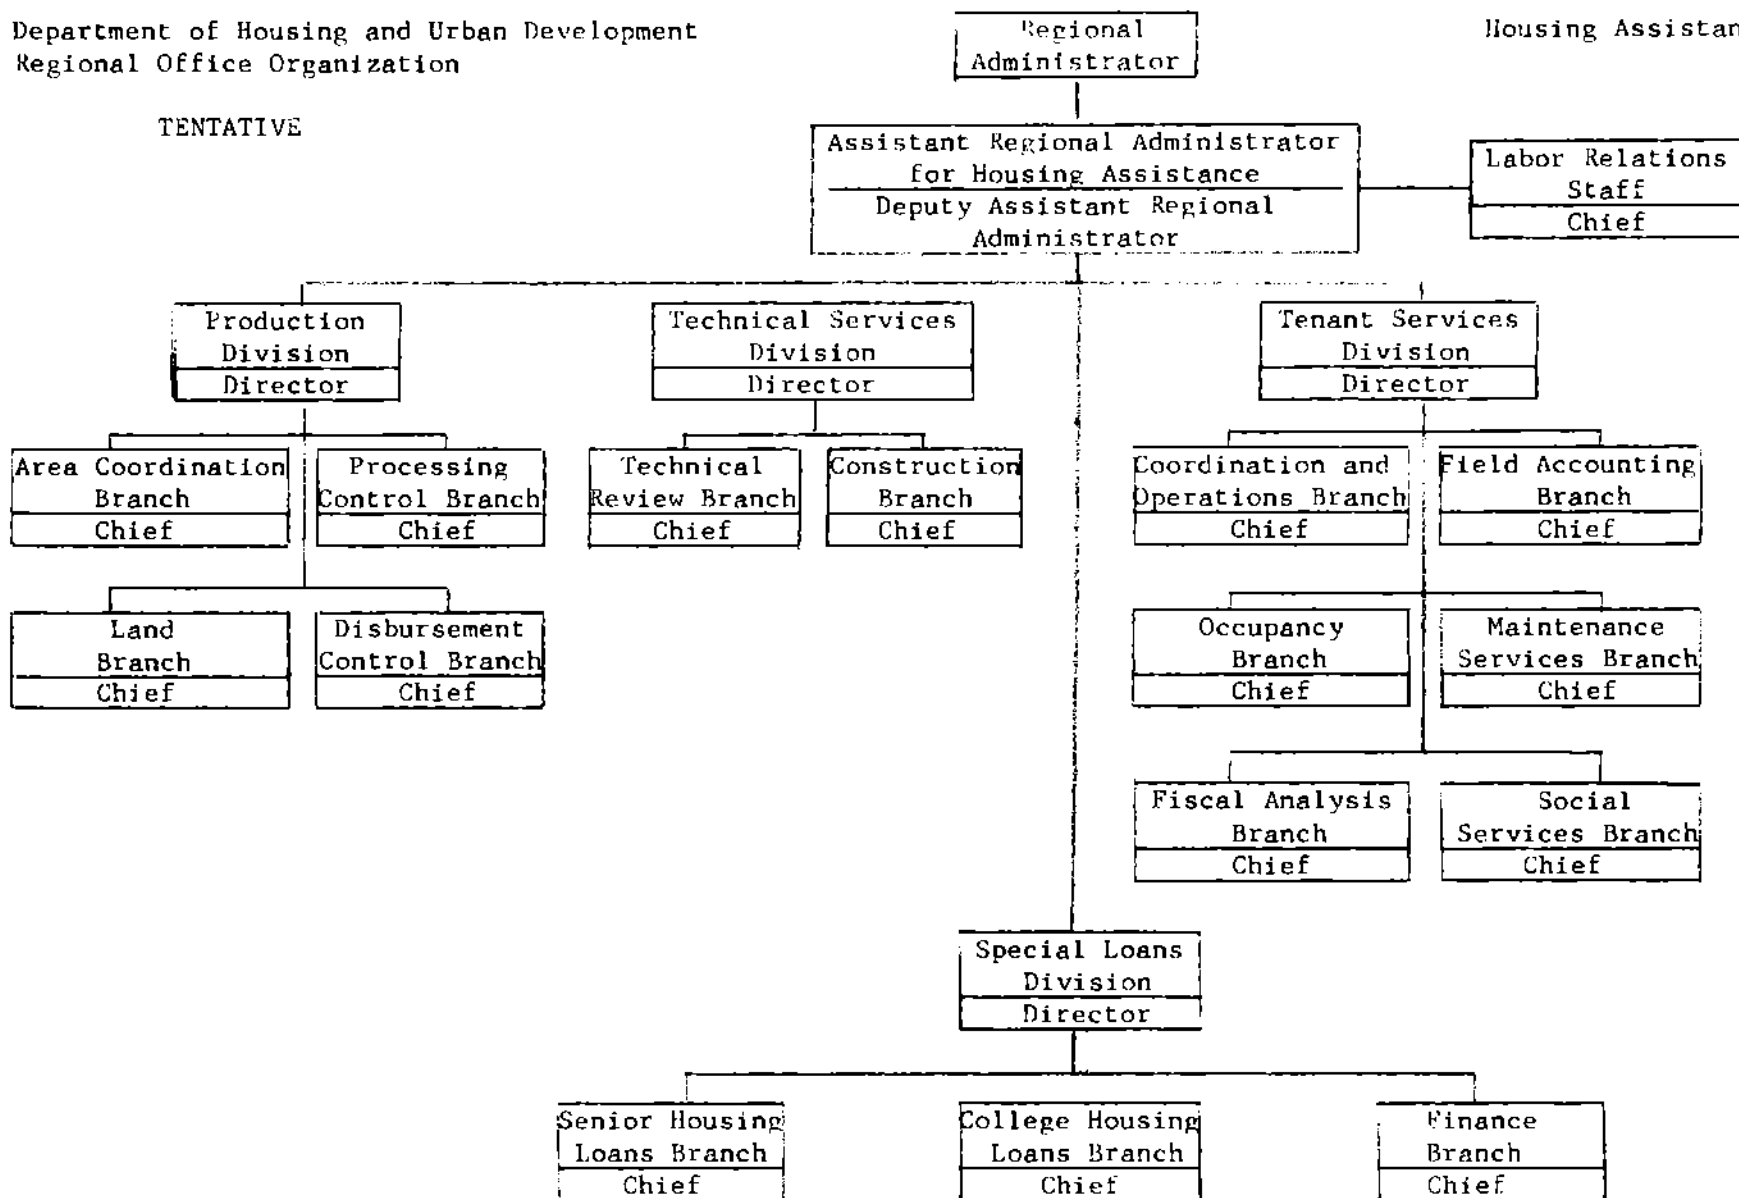 Department of Housing and Urban Development
Regional Office Organization
TENTATIVE
Regional
Administrator
Housing Assistan
Assistant Regional Administrator
for Housing Assistance
Deputy Assistant Regional
Administrator
Labor Relations
Staff
Chief
Production
Division
Director
Technical Services
Division
Director
Tenant Services
Division
Director
Area Coordination
Branch
Chief
Processing
Control Branch
Chief
Technical
Review Branch
Chief
Construction
Branch
Chief
Coordination and
Operations Branch
Chief
Field Accounting
Branch
Chief
Land
Branch
Chief
Disbursement
Control Branch
Chief
Occupancy
Branch
Chief
Maintenance
Services Branch
Chief
Fiscal Analysis
Branch
Chief
Social
Services Branch
Chief
Special Loans
Division
Director
Senior Housing
Loans Branch
Chief
College Housing
Loans Branch
Chief
Finance
Branch
Chief